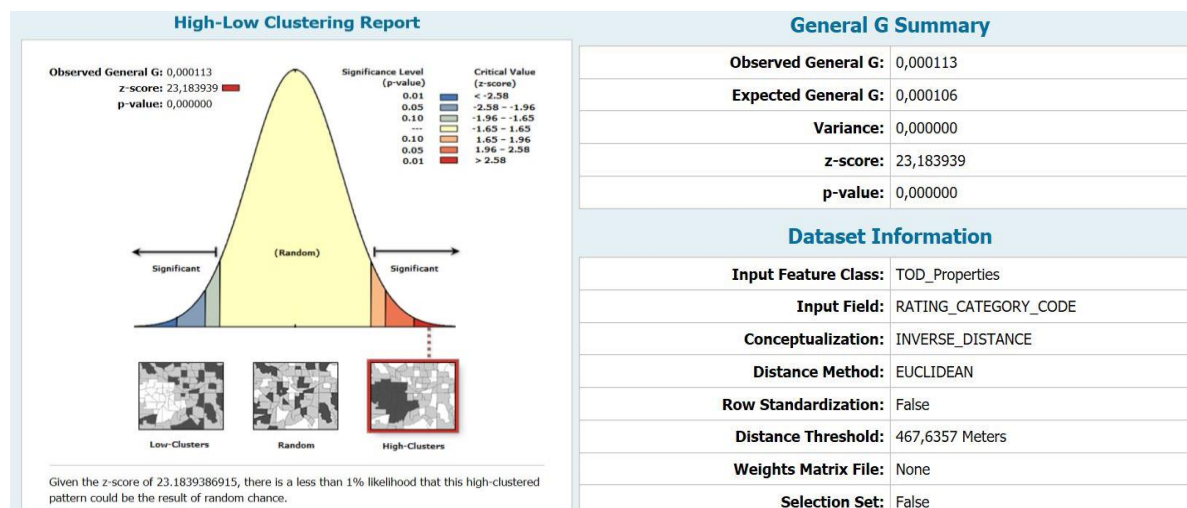 High-Low Clustering Report
Observed General G: 0,000113
z-score: 23,183939
p-value: 0,000000
Significance Level (p-value)
Critical Value (z-score)
0.01 < -2.58
0.05 -2.58 - -1.96
0.10 -1.96 - -1.65
--- -1.65 - 1.65
0.10 1.65 - 1.96
0.05 1.96 - 2.58
0.01 > 2.58
(Random)
Significant
Significant
Low-Clusters
Random
High-Clusters
Given the z-score of 23.1839386915, there is a less than 1% likelihood that this high-clustered
pattern could be the result of random chance.
General G Summary
Observed General G: 0,000113
Expected General G: 0,000106
Variance: 0,000000
z-score: 23,183939
p-value: 0,000000
Dataset Information
Input Feature Class: TOD_Properties
Input Field: RATING_CATEGORY_CODE
Conceptualization: INVERSE_DISTANCE
Distance Method: EUCLIDEAN
Row Standardization: False
Distance Threshold: 467,6357 Meters
Weights Matrix File: None
Selection Set: False